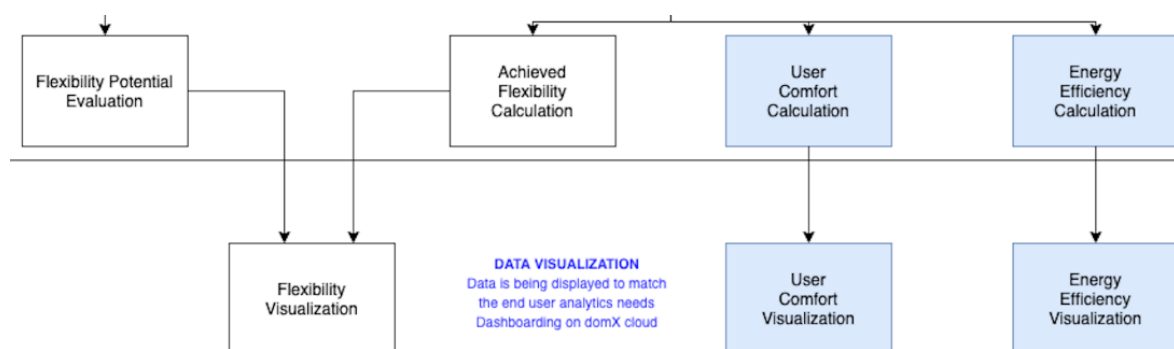 Flexibility Potential
Evaluation
Achieved
Flexibility
Calculation
User
Comfort
Calculation
Energy
Efficiency
Calculation
Flexibility
Visualization
DATA VISUALIZATION
Data is being displayed to match
the end user analytics needs
Dashboarding on domX cloud
User
Comfort
Visualization
Energy
Efficiency
Visualization